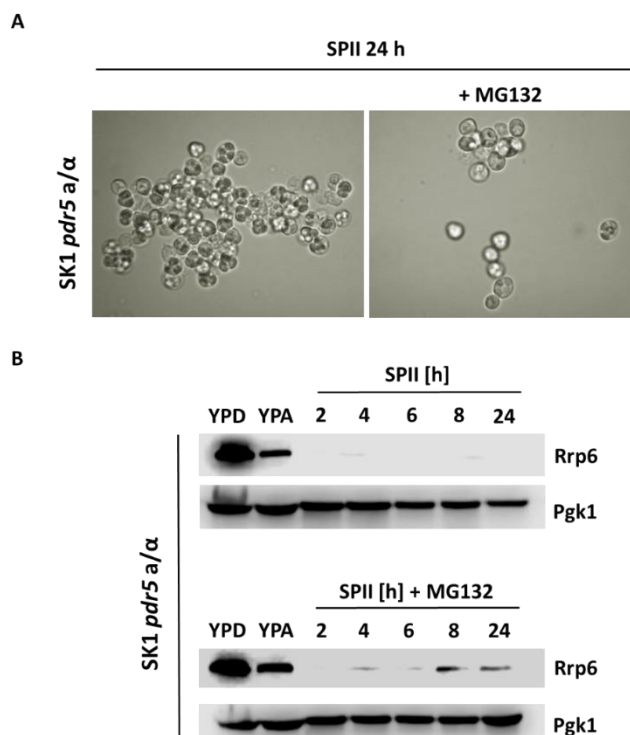 A
SPII 24 h
+ MG132
SK1 pdr5 a/α
B
SPII [h]
YPD YPA 2 4 6 8 24
Rrp6
Pgk1
SK1 pdr5 a/α
SPII [h] + MG132
YPD YPA 2 4 6 8 24
Rrp6
Pgk1